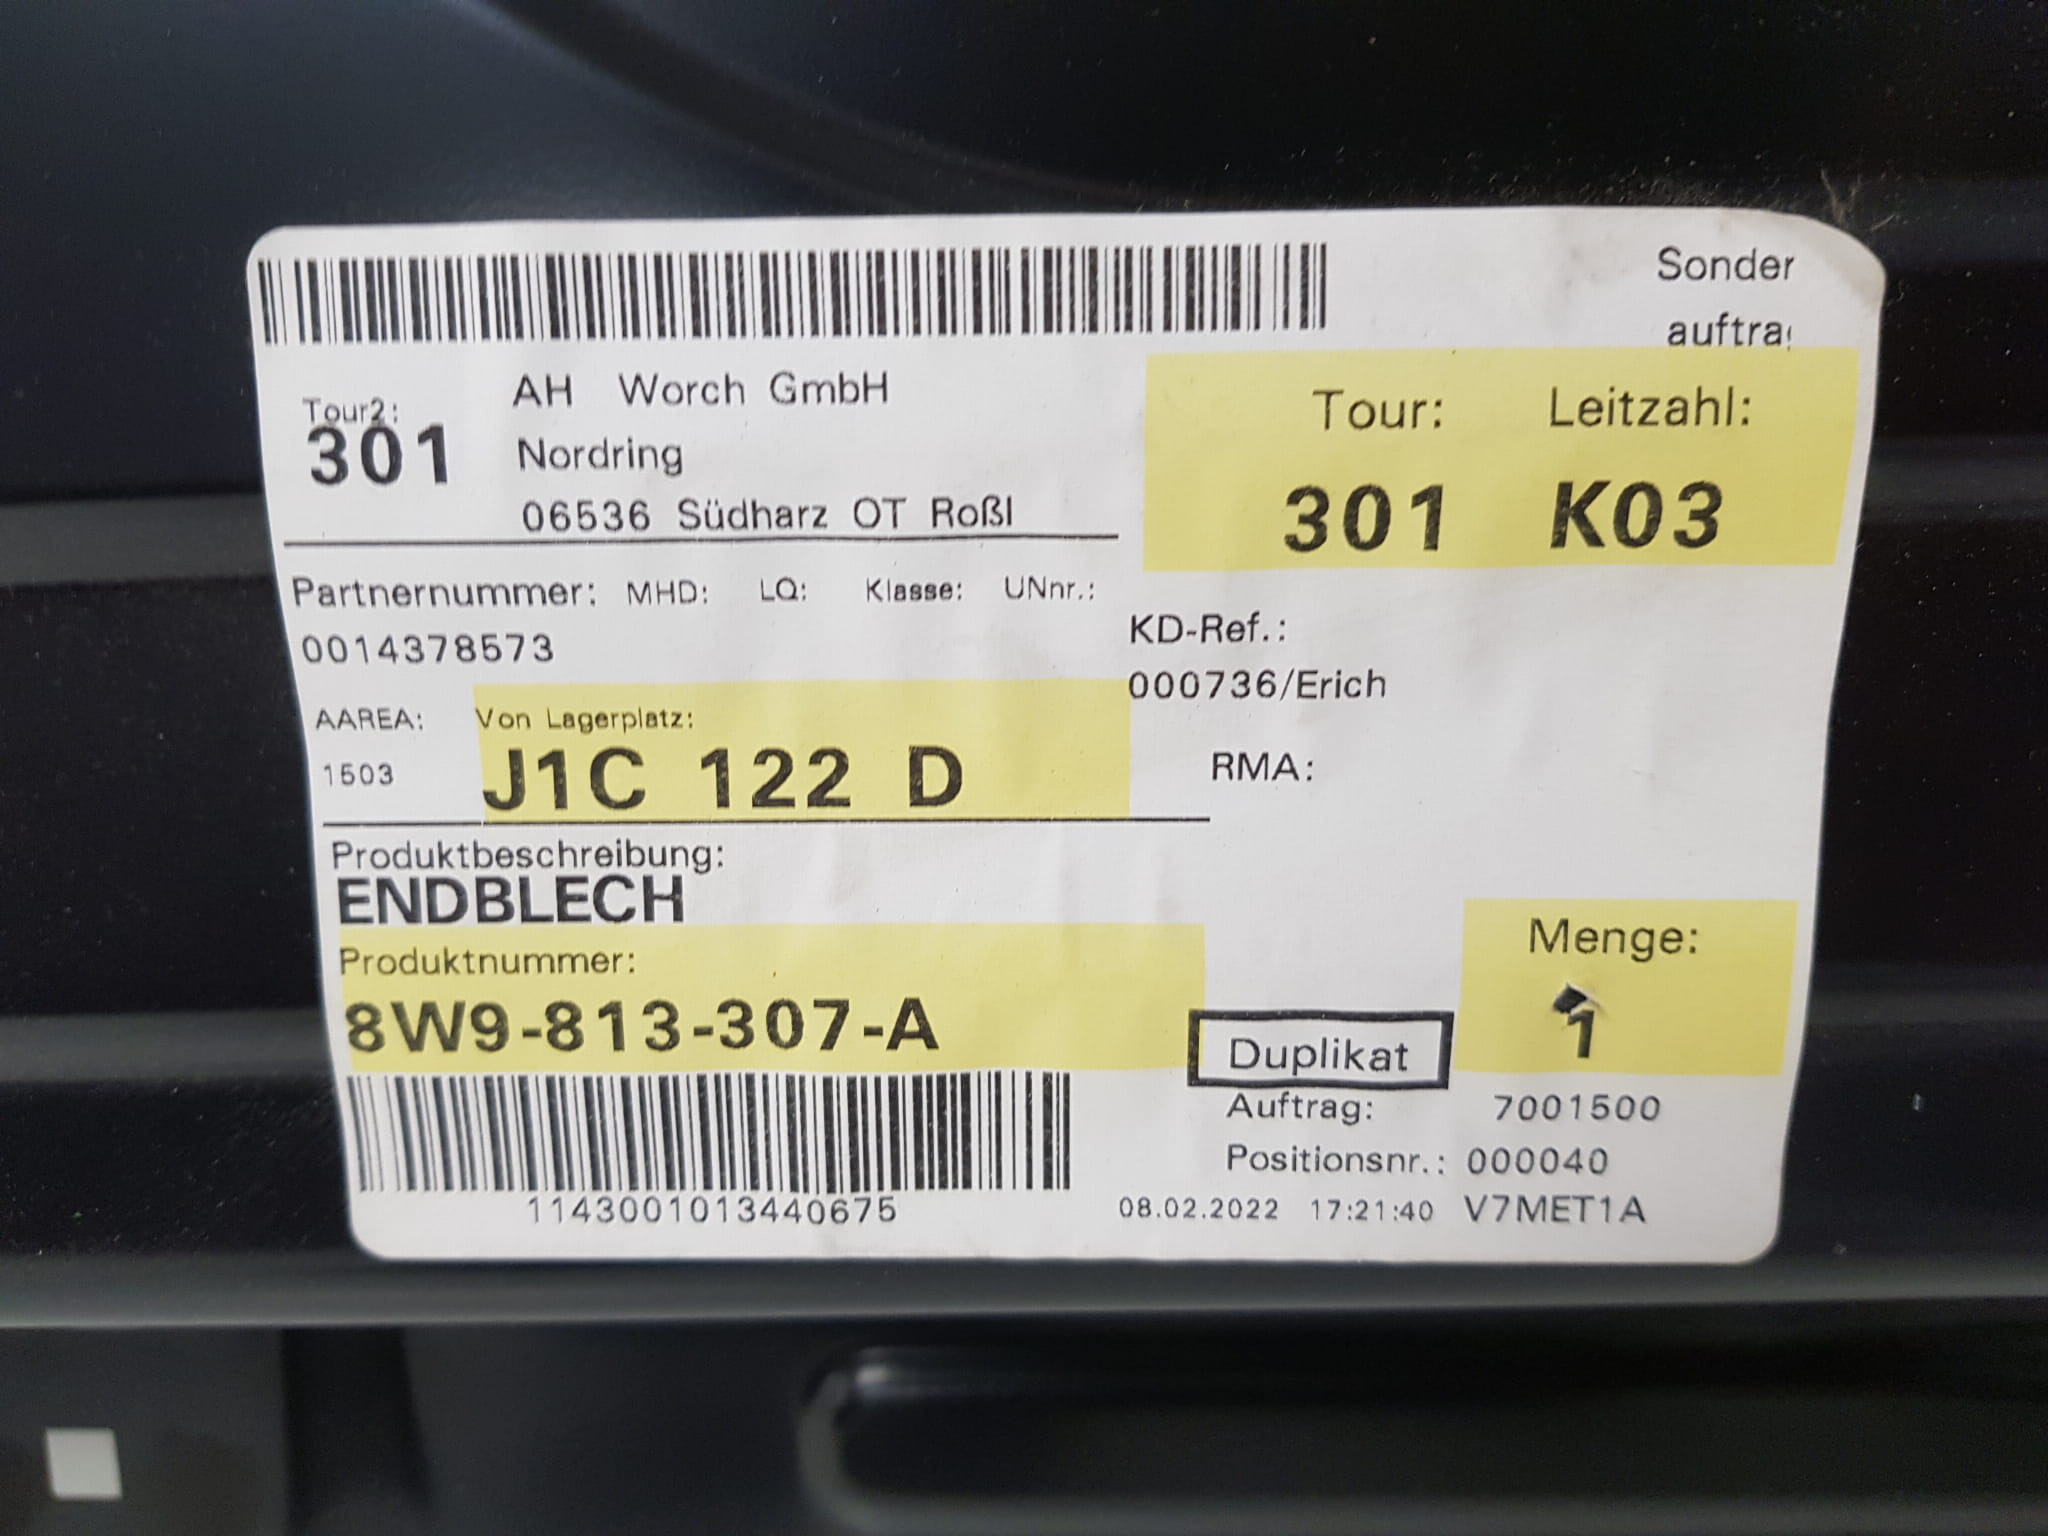 Sonder
auftrag
Tour2:
301
AH Worch GmbH
Nordring
06536 Südharz OT Roßl
Tour: Leitzahl:
301 K03
Partnernummer: MHD: LQ: Klasse: UNnr.:
0014378573
KD-Ref.:
000736/Erich
AAREA: Von Lagerplatz:
1503 J1C 122 D
RMA:
Produktbeschreibung:
ENDBLECH
Produktnummer:
8W9-813-307-A
Menge:
1
Duplikat
Auftrag: 7001500
Positionsnr.: 000040
1143001013440675
08.02.2022 17:21:40 V7MET1A